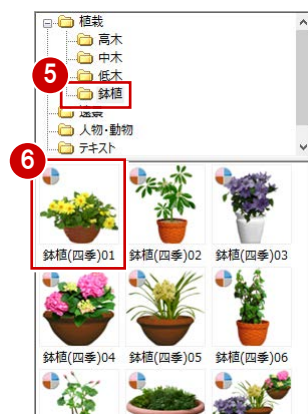 植栽
高木
中木
5
低木
鉢植
遠景
人物・動物
6
テキスト
鉢植(四季)01 鉢植(四季)02 鉢植(四季)03
鉢植(四季)04 鉢植(四季)05 鉢植(四季)06